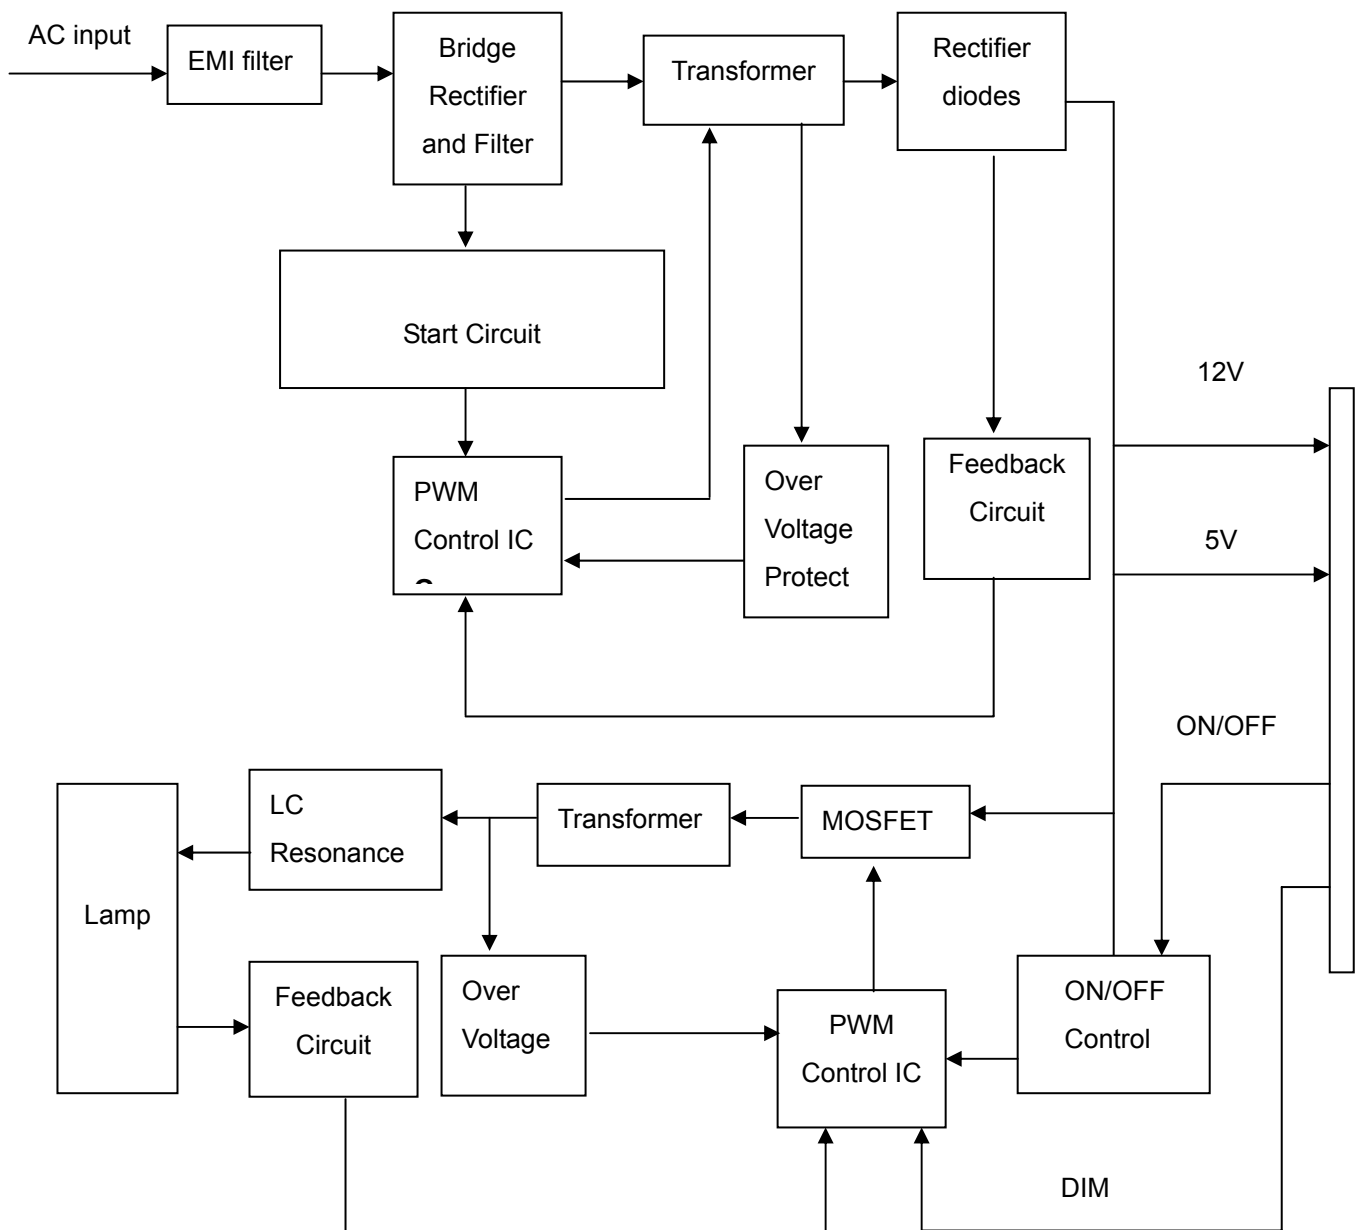 AC input
EMI filter
Bridge
Rectifier
and Filter
Transformer
Rectifier
diodes
Start Circuit
12V
PWM
Control IC
Over
Voltage
Protect
Feedback
Circuit
5V
ON/OFF
LC
Resonance
Transformer
MOSFET
Lamp
Feedback
Circuit
Over
Voltage
PWM
Control IC
ON/OFF
Control
DIM